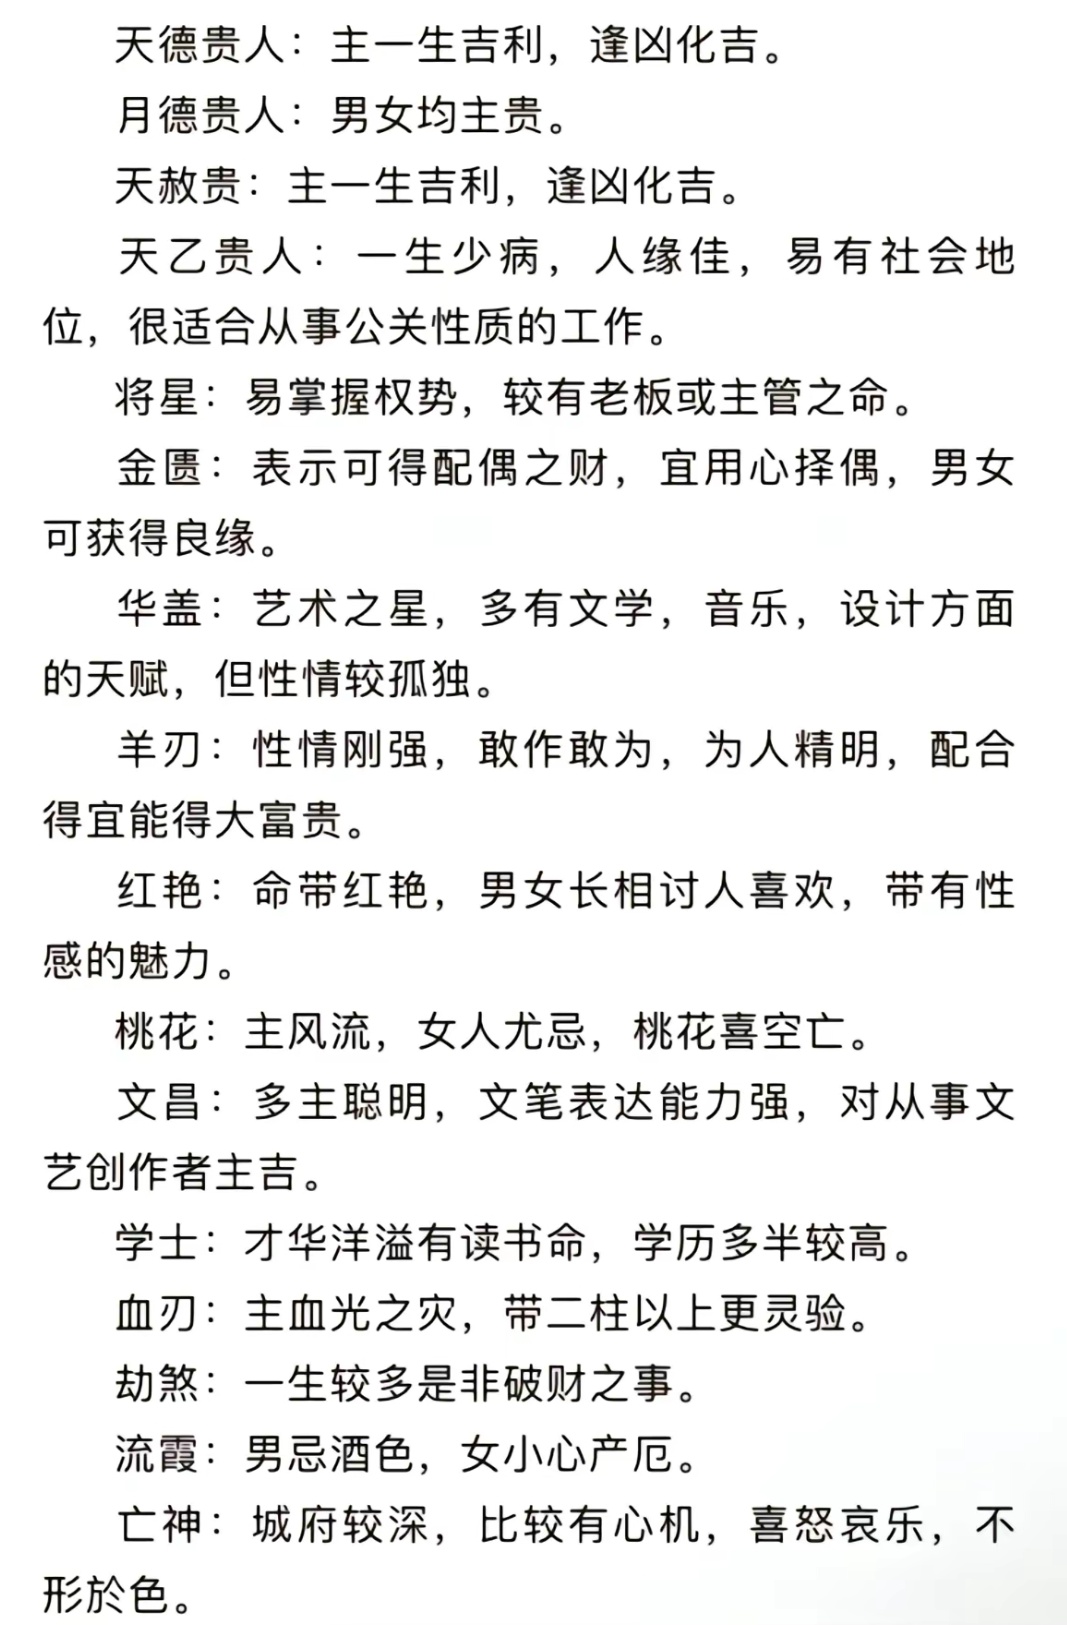 天德贵人：主一生吉利，逢凶化吉。
月德贵人：男女均主贵。
天赦贵：主一生吉利，逢凶化吉。
天乙贵人：一生少病，人缘佳，易有社会地
位，很适合从事公关性质的工作。
将星：易掌握权势，较有老板或主管之命。
金匮：表示可得配偶之财，宜用心择偶，男女
可获得良缘。
华盖：艺术之星，多有文学，音乐，设计方面
的天赋，但性情较孤独。
羊刃：性情刚强，敢作敢为，为人精明，配合
得宜能得大富贵。
红艳：命带红艳，男女长相讨人喜欢，带有性
感的魅力。
桃花：主风流，女人尤忌，桃花喜空亡。
文昌：多主聪明，文笔表达能力强，对从事文
艺创作者主吉。
学士：才华洋溢有读书命，学历多半较高。
血刃：主血光之灾，带二柱以上更灵验。
劫煞：一生较多是非破财之事。
流霞：男忌酒色，女小心产厄。
亡神：城府较深，比较有心机，喜怒哀乐，不
形於色。